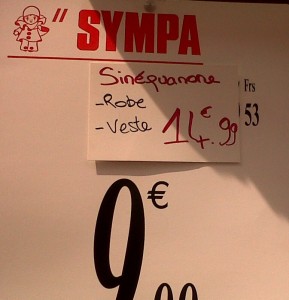 " SYMPA
Sinéquanone
- Robe
- Veste 14€.99
Frs
53
9€